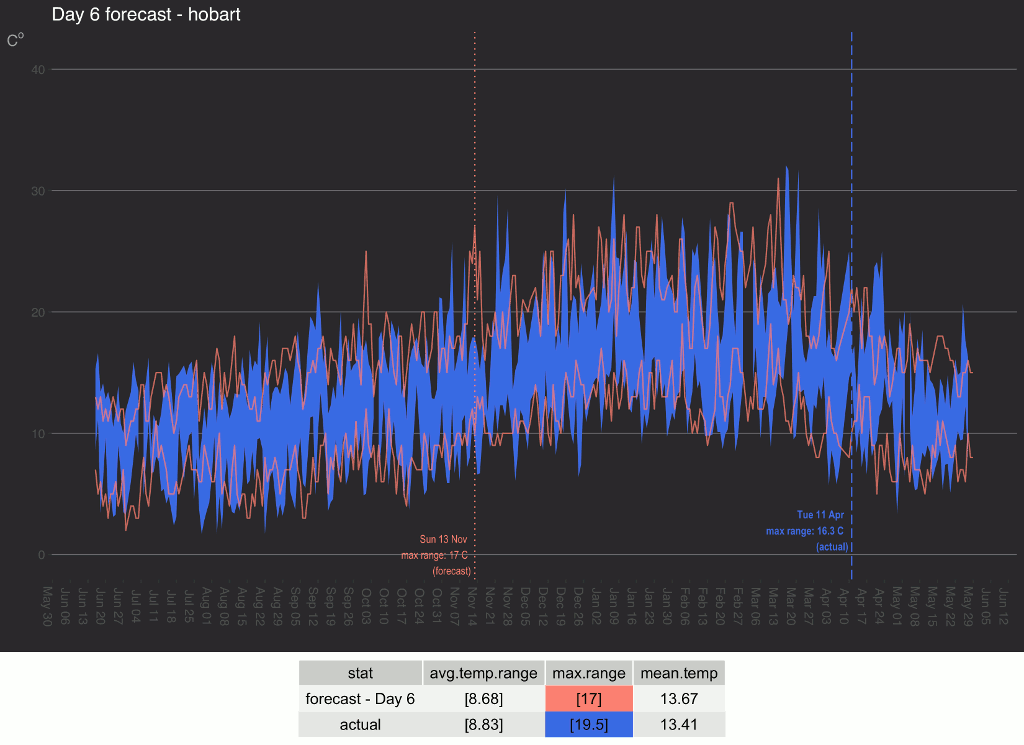 Day 6 forecast - hobart
C°
40
30
20
10
0
Sun 13 Nov
max range: 17 C
(forecast)
Tue 11 Apr
max range: 16.3 C
(actual)
May 30
Jun 06
Jun 13
Jun 20
Jun 27
Jul 04
Jul 11
Jul 18
Jul 25
Aug 01
Aug 08
Aug 15
Aug 22
Aug 29
Sep 05
Sep 12
Sep 19
Sep 26
Oct 03
Oct 10
Oct 17
Oct 24
Oct 31
Nov 07
Nov 14
Nov 21
Nov 28
Dec 05
Dec 12
Dec 19
Dec 26
Jan 02
Jan 09
Jan 16
Jan 23
Jan 30
Feb 06
Feb 13
Feb 20
Feb 27
Mar 06
Mar 13
Mar 20
Mar 27
Apr 03
Apr 10
Apr 17
Apr 24
May 01
May 08
May 15
May 22
May 29
Jun 05
Jun 12
stat avg.temp.range max.range mean.temp
forecast - Day 6 [8.68] [17] 13.67
actual [8.83] [19.5] 13.41